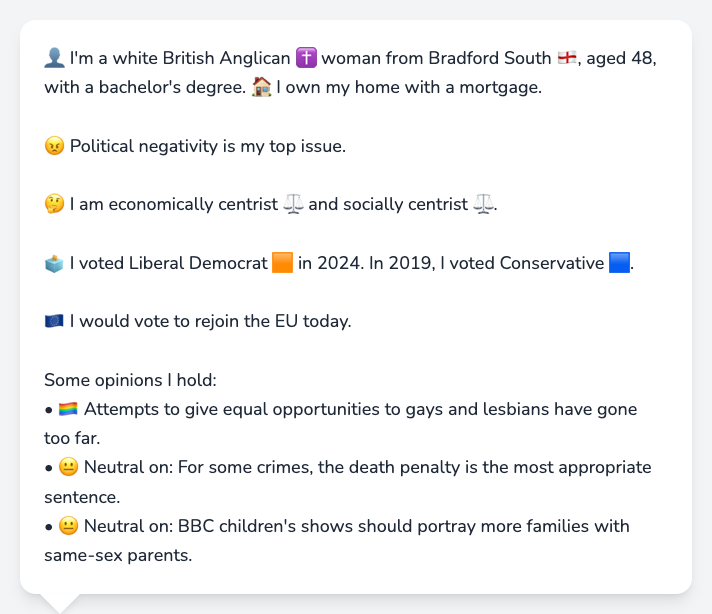 👤 I'm a white British Anglican ✝️ woman from Bradford South 🏴󠁧󠁢󠁥󠁮󠁧󠁿, aged 48,
with a bachelor's degree. 🏠 I own my home with a mortgage.
😠 Political negativity is my top issue.
🤔 I am economically centrist ⚖️ and socially centrist ⚖️.
🗳️ I voted Liberal Democrat 🟧 in 2024. In 2019, I voted Conservative 🟦.
🇪🇺 I would vote to rejoin the EU today.
Some opinions I hold:
• 🏳️‍🌈 Attempts to give equal opportunities to gays and lesbians have gone
too far.
• 😐 Neutral on: For some crimes, the death penalty is the most appropriate
sentence.
• 😐 Neutral on: BBC children's shows should portray more families with
same-sex parents.